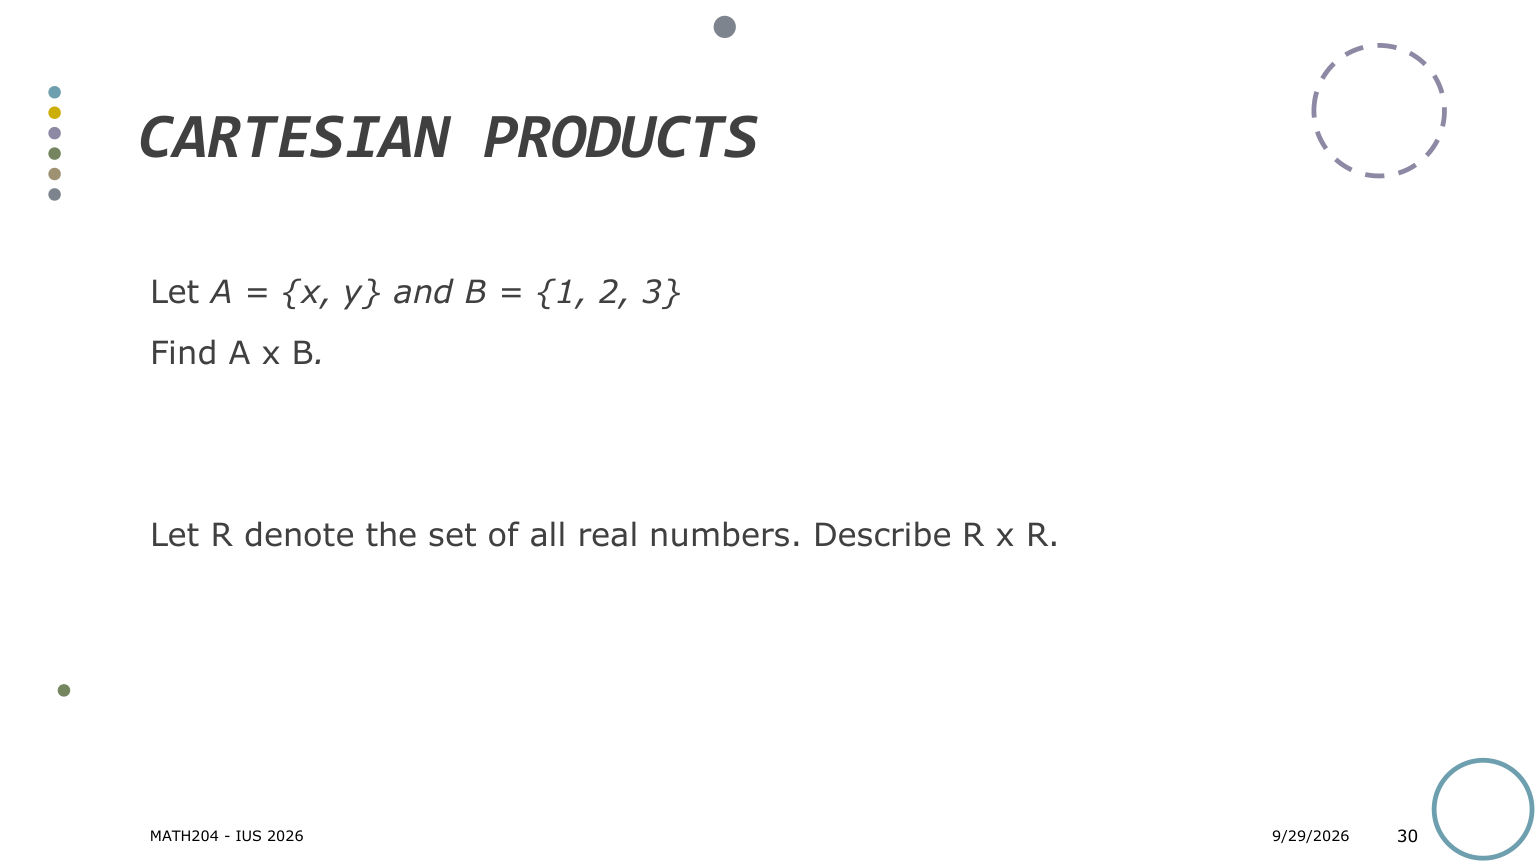 CARTESIAN PRODUCTS
Let A = {x, y} and B = {1, 2, 3}
Find A x B.
Let R denote the set of all real numbers. Describe R x R.
MATH204 - IUS 2026
9/29/2026
30